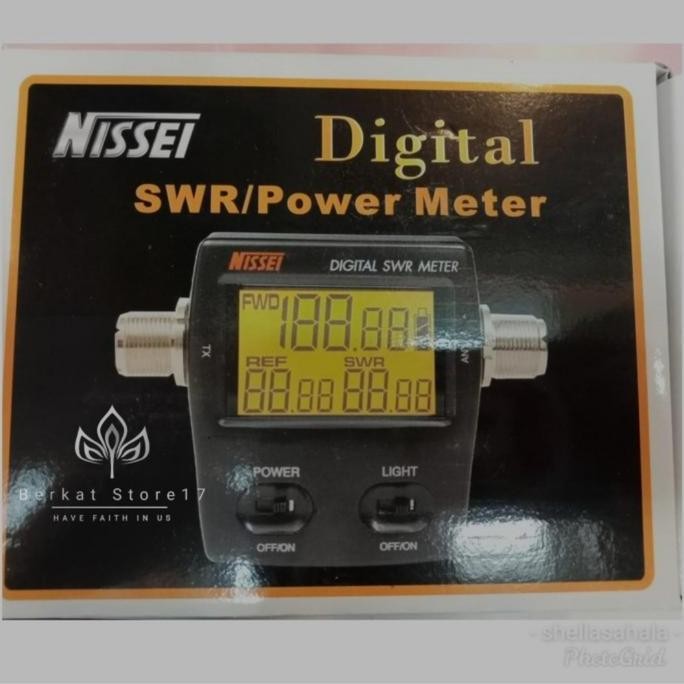 NISSEI
Digital
SWR/Power Meter
NISSEI DIGITAL SWR METER
FWD 188.88
TX
REF SWR
88.88 88.88
POWER LIGHT
OFF/ON OFF/ON
Berkat Store17
HAVE FAITH IN US
- shellasahala -
PhotoGrid